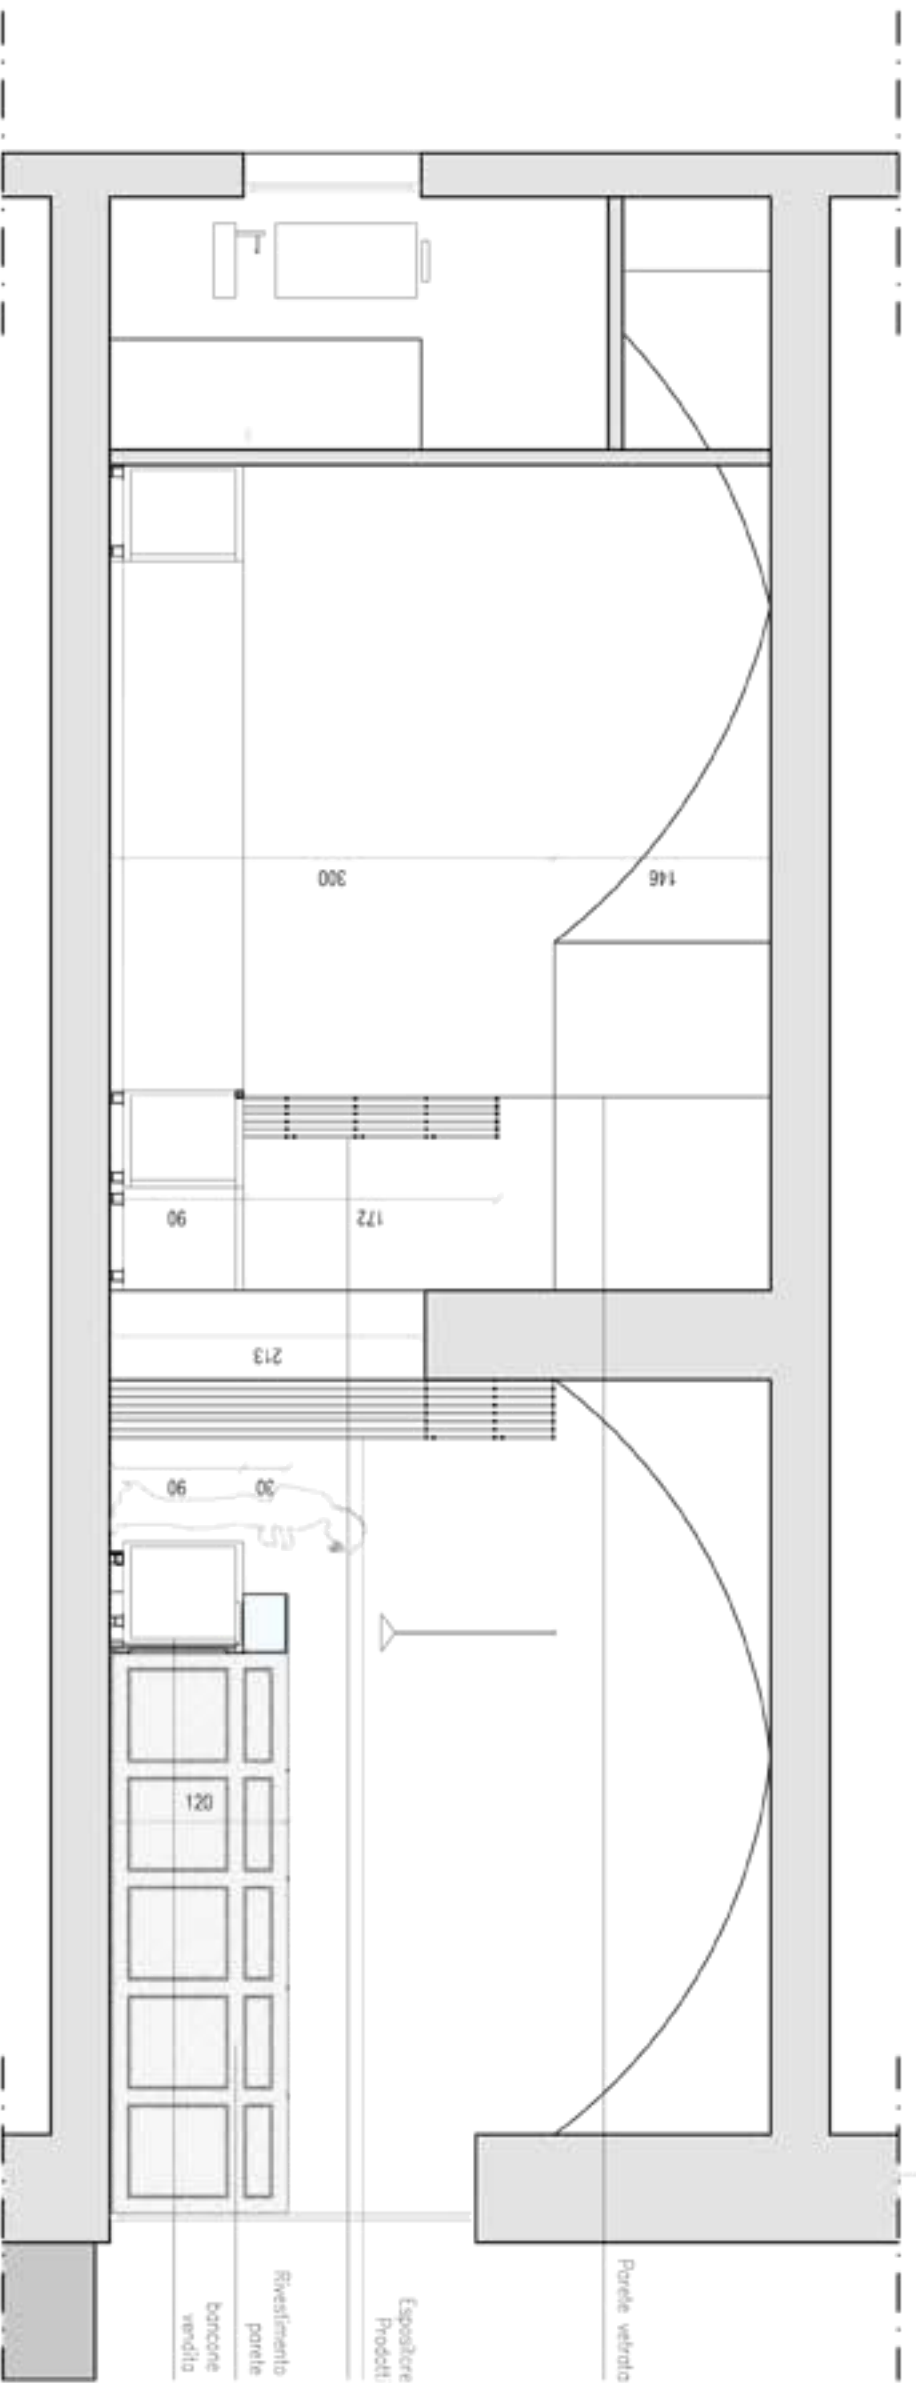 300
146
90
172
213
90
30
120
Parete vetrata
Espositore
Prodotti
Rivestimento
parete
bancone
vendita